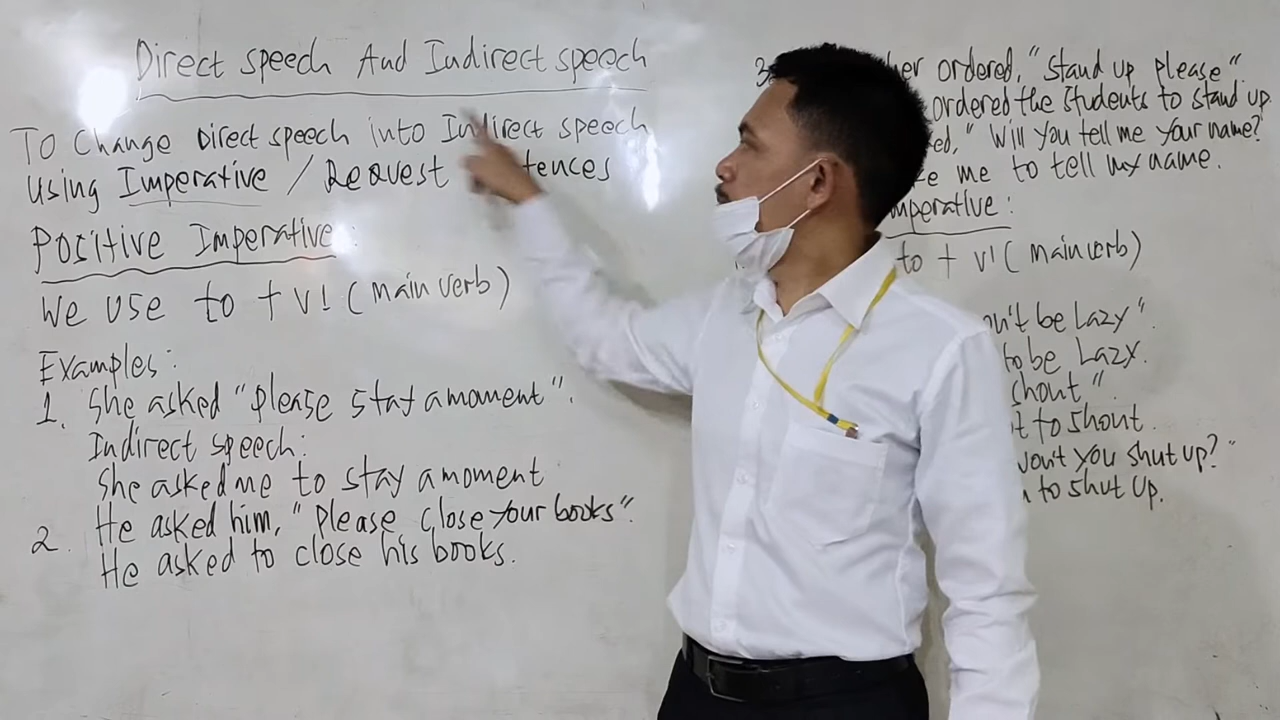 Direct speech And Indirect speech
To Change Direct speech into Indirect speech
using Imperative / Request tences
Positive Imperative:
We use to + V1 (main verb)
Examples:
1. She asked "Please stay a moment".
Indirect speech:
She asked me to stay a moment
2. He asked him, "Please close your books".
He asked to close his books.
3. her ordered, "Stand up please".
ordered the students to stand up.
ed, "Will you tell me your name?
me to tell my name.
mperative:
to + V1 (main verb)
n't be Lazy".
to be Lazy.
shout"
t to shout.
won't you shut up?"
to shut up.